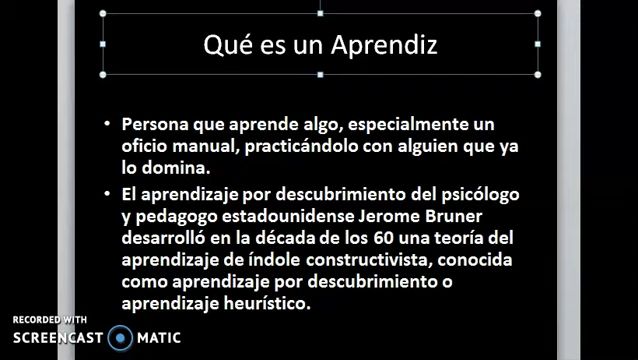 Qué es un Aprendiz
• Persona que aprende algo, especialmente un
oficio manual, practicándolo con alguien que ya
lo domina.
• El aprendizaje por descubrimiento del psicólogo
y pedagogo estadounidense Jerome Bruner
desarrolló en la década de los 60 una teoría del
aprendizaje de índole constructivista, conocida
como aprendizaje por descubrimiento o
aprendizaje heurístico.
RECORDED WITH
SCREENCAST MATIC